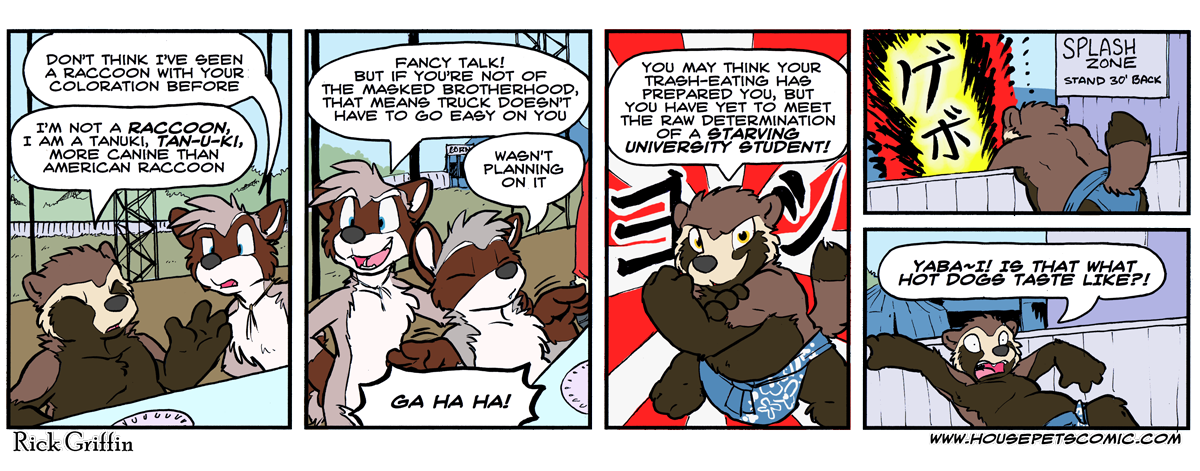 DON'T THINK I'VE SEEN
A RACCOON WITH YOUR
COLORATION BEFORE
I'M NOT A RACCOON,
I AM A TANUKI, TAN-U-KI,
MORE CANINE THAN
AMERICAN RACCOON
FANCY TALK!
BUT IF YOU'RE NOT OF
THE MASKED BROTHERHOOD,
THAT MEANS TRUCK DOESN'T
HAVE TO GO EASY ON YOU
WASN'T
PLANNING
ON IT
GA HA HA!
YOU MAY THINK YOUR
TRASH-EATING HAS
PREPARED YOU, BUT
YOU HAVE YET TO MEET
THE RAW DETERMINATION
OF A STARVING
UNIVERSITY STUDENT!
ヨン
ゲボ
SPLASH
ZONE
STAND 30' BACK
YABA~I! IS THAT WHAT
HOT DOGS TASTE LIKE?!
Rick Griffin
WWW.HOUSEPETSCOMIC.COM